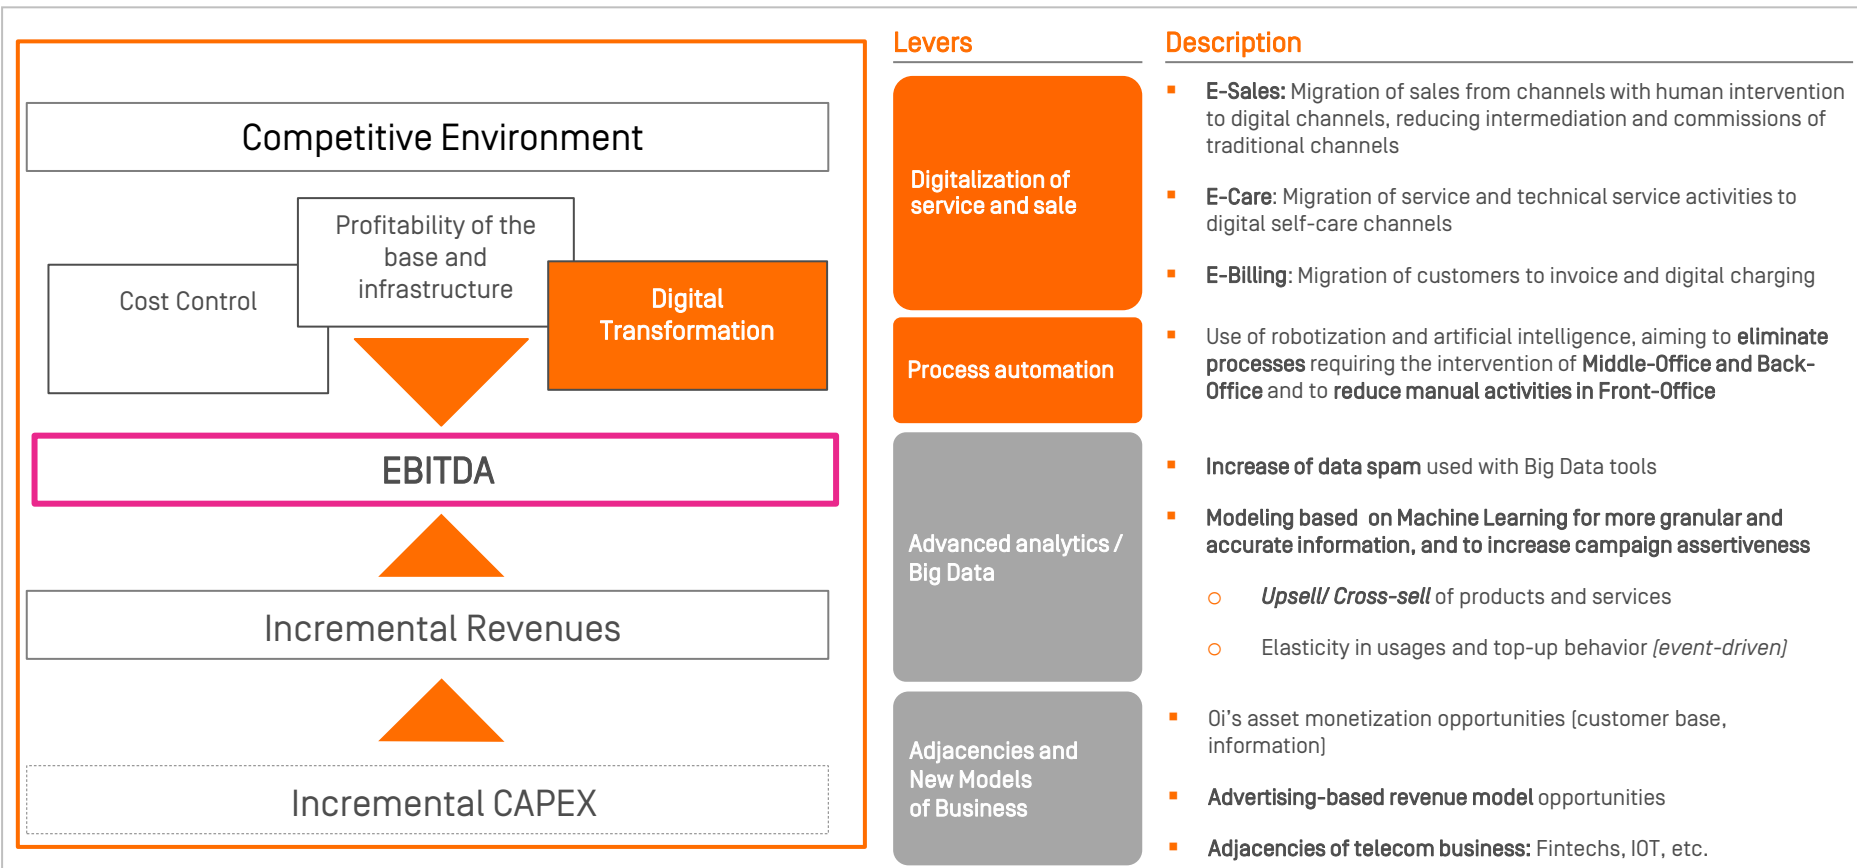 Competitive Environment
Profitability of the
base and
infrastructure
Cost Control
Digital
Transformation
EBITDA
Incremental Revenues
Incremental CAPEX
Levers
Description
Digitalization of
service and sale
E-Sales: Migration of sales from channels with human intervention
to digital channels, reducing intermediation and commissions of
traditional channels
E-Care: Migration of service and technical service activities to
digital self-care channels
E-Billing: Migration of customers to invoice and digital charging
Process automation
Use of robotization and artificial intelligence, aiming to eliminate
processes requiring the intervention of Middle-Office and Back-
Office and to reduce manual activities in Front-Office
Advanced analytics /
Big Data
Increase of data spam used with Big Data tools
Modeling based on Machine Learning for more granular and
accurate information, and to increase campaign assertiveness
Upsell/ Cross-sell of products and services
Elasticity in usages and top-up behavior (event-driven)
Adjacencies and
New Models
of Business
Oi's asset monetization opportunities (customer base,
information)
Advertising-based revenue model opportunities
Adjacencies of telecom business: Fintechs, IOT, etc.